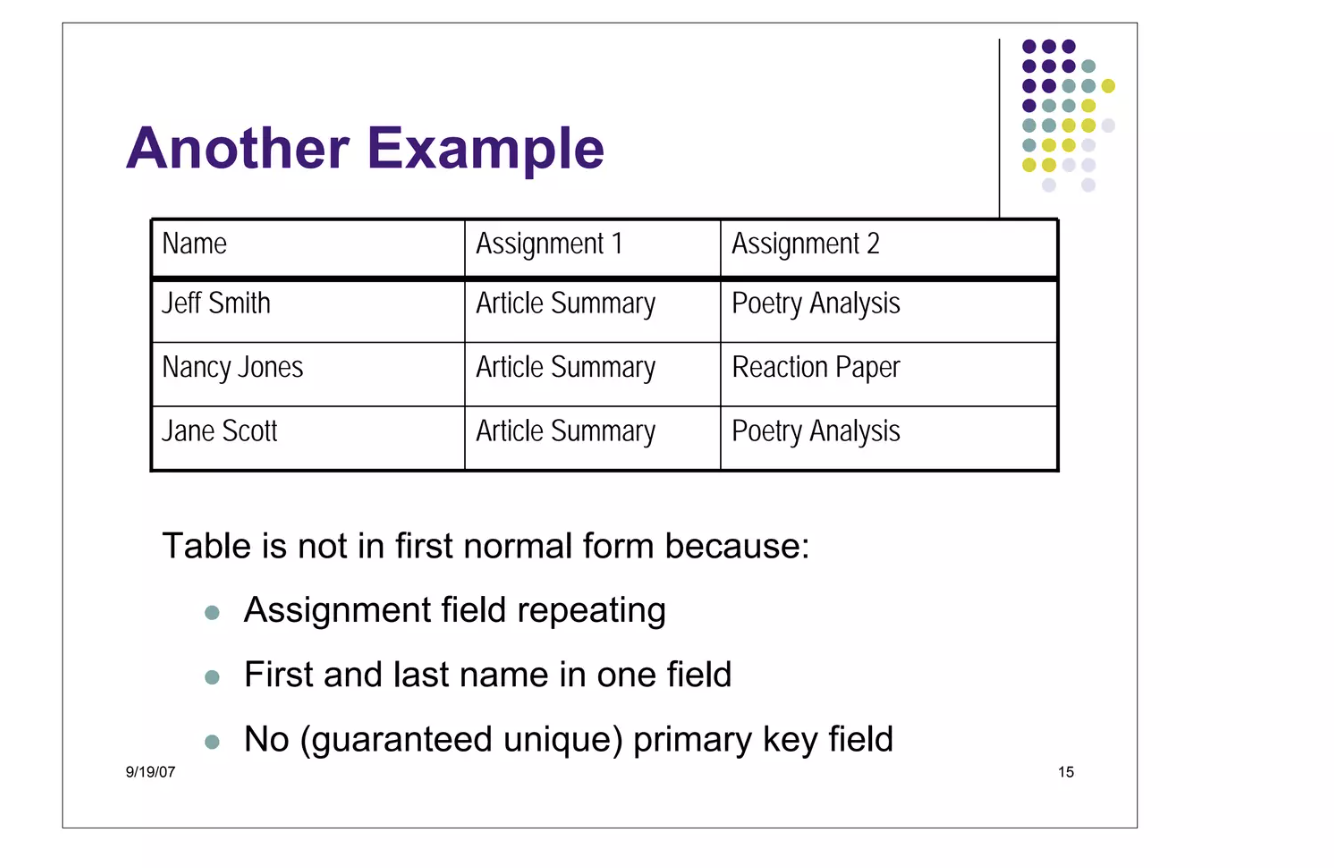 Another Example
Name Assignment 1 Assignment 2
Jeff Smith Article Summary Poetry Analysis
Nancy Jones Article Summary Reaction Paper
Jane Scott Article Summary Poetry Analysis
Table is not in first normal form because:
Assignment field repeating
First and last name in one field
No (guaranteed unique) primary key field
9/19/07 15